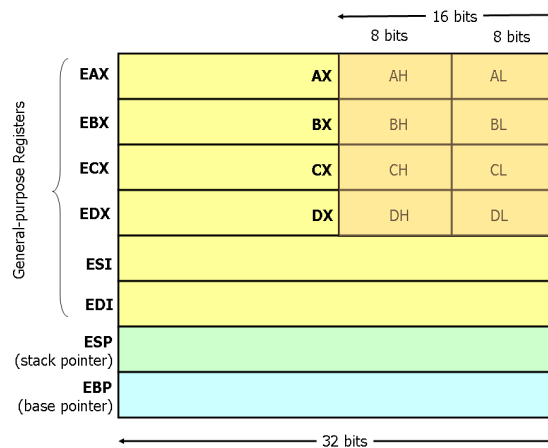 16 bits
8 bits 8 bits
General-purpose Registers
EAX AX AH AL
EBX BX BH BL
ECX CX CH CL
EDX DX DH DL
ESI
EDI
ESP
(stack pointer)
EBP
(base pointer)
32 bits